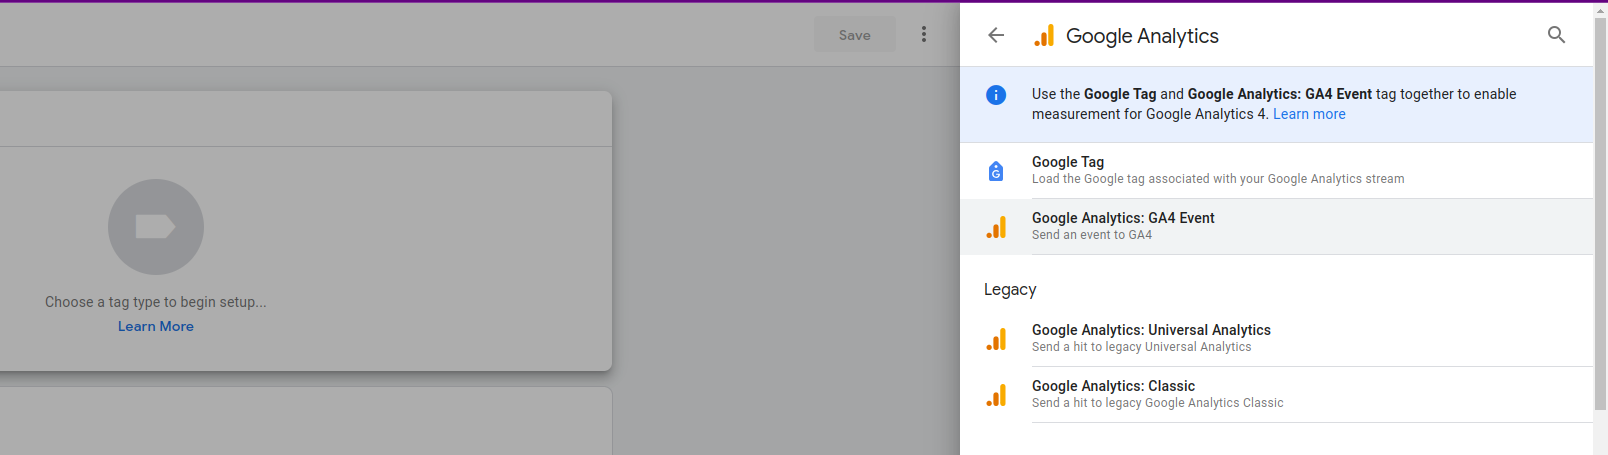 Save
Choose a tag type to begin setup...
Learn More
Google Analytics
Use the Google Tag and Google Analytics: GA4 Event tag together to enable
measurement for Google Analytics 4. Learn more
Google Tag
Load the Google tag associated with your Google Analytics stream
Google Analytics: GA4 Event
Send an event to GA4
Legacy
Google Analytics: Universal Analytics
Send a hit to legacy Universal Analytics
Google Analytics: Classic
Send a hit to legacy Google Analytics Classic